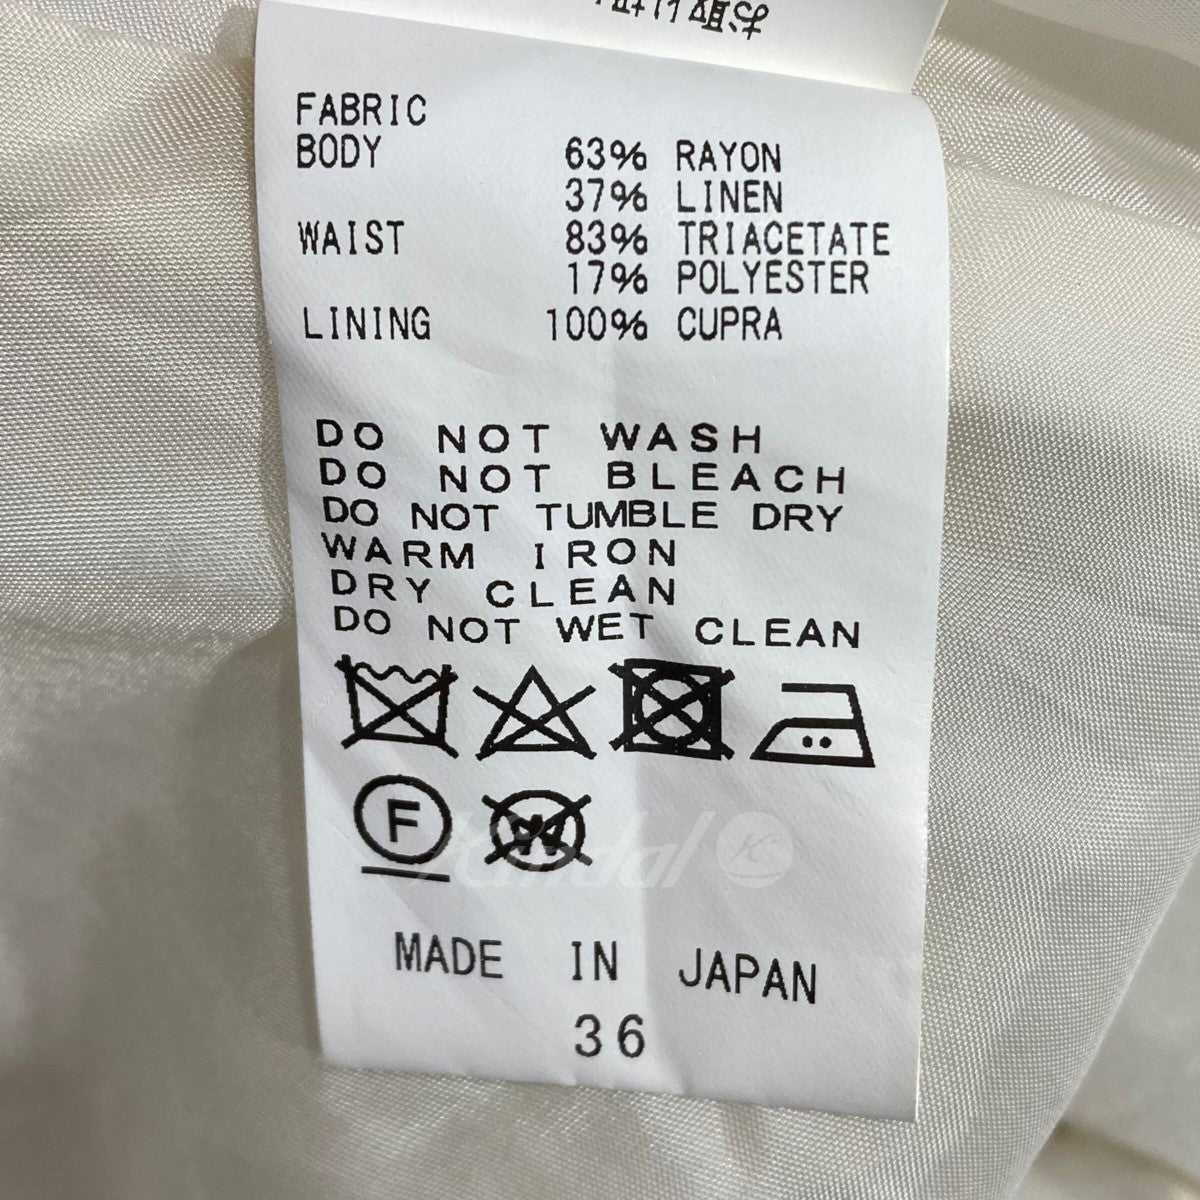 FABRIC
BODY 63% RAYON
37% LINEN
WAIST 83% TRIACETATE
17% POLYESTER
LINING 100% CUPRA
DO NOT WASH
DO NOT BLEACH
DO NOT TUMBLE DRY
WARM IRON
DRY CLEAN
DO NOT WET CLEAN
F
Kindal
MADE IN JAPAN
36